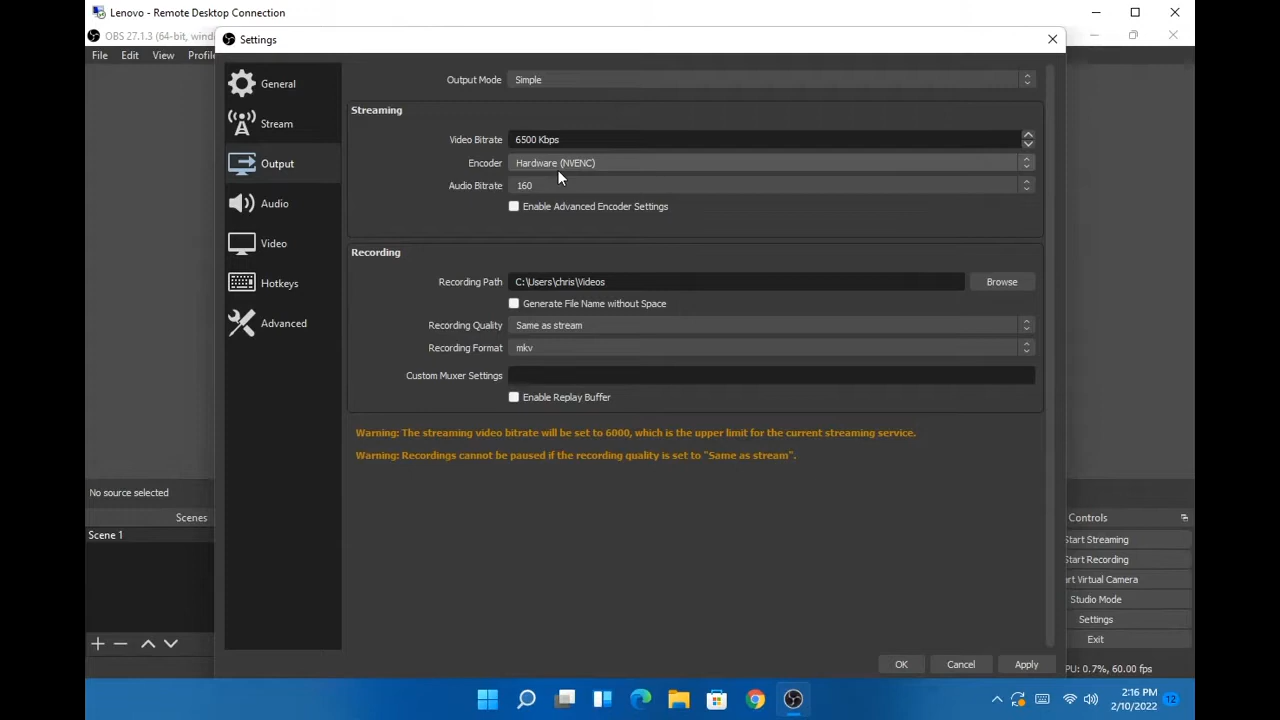 Lenovo - Remote Desktop Connection
OBS 27.1.3 (64-bit, windo
Settings
File Edit View Profile
General
Stream
Output
Audio
Video
Hotkeys
Advanced
Output Mode Simple
Streaming
Video Bitrate 6500 Kbps
Encoder Hardware (NVENC)
Audio Bitrate 160
Enable Advanced Encoder Settings
Recording
Recording Path C:\Users\chris\Videos Browse
Generate File Name without Space
Recording Quality Same as stream
Recording Format mkv
Custom Muxer Settings
Enable Replay Buffer
Warning: The streaming video bitrate will be set to 6000, which is the upper limit for the current streaming service.
Warning: Recordings cannot be paused if the recording quality is set to "Same as stream".
No source selected
Scenes
Scene 1
Controls
Start Streaming
Start Recording
art Virtual Camera
Studio Mode
Settings
Exit
OK Cancel Apply
PU: 0.7%, 60.00 fps
2:16 PM
2/10/2022
12